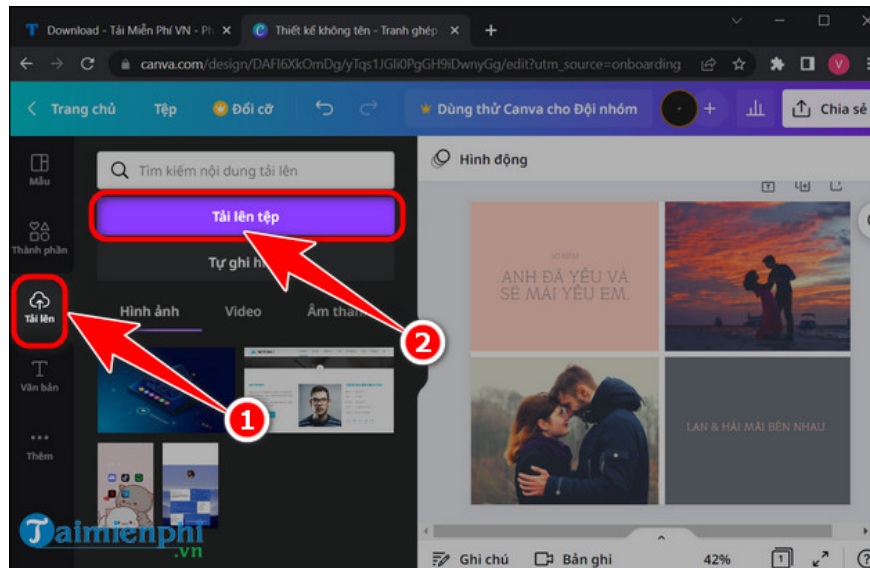 Download - Tải Miễn Phí VN - Ph
Thiết kế không tên - Tranh ghép
canva.com/design/DAFI6XkOmDg/yTqs1JGli0PgGH9iDwnyGg/edit?utm_source=onboarding
V
Trang chủ
Tệp
Đổi cỡ
Dùng thử Canva cho Đội nhóm
Chia sẻ
Mẫu
Thành phần
Tải lên
Văn bản
Thêm
Tìm kiếm nội dung tải lên
Tải lên tệp
Tự ghi h
Hình ảnh
Video
Âm than
1
2
Hình động
30 NĂM
ANH ĐÃ YÊU VÀ
SẼ MÃI YÊU EM.
LAN & HẢI MÃI BÊN NHAU
Taimienphi
.vn
Ghi chú
Bản ghi
42%
1